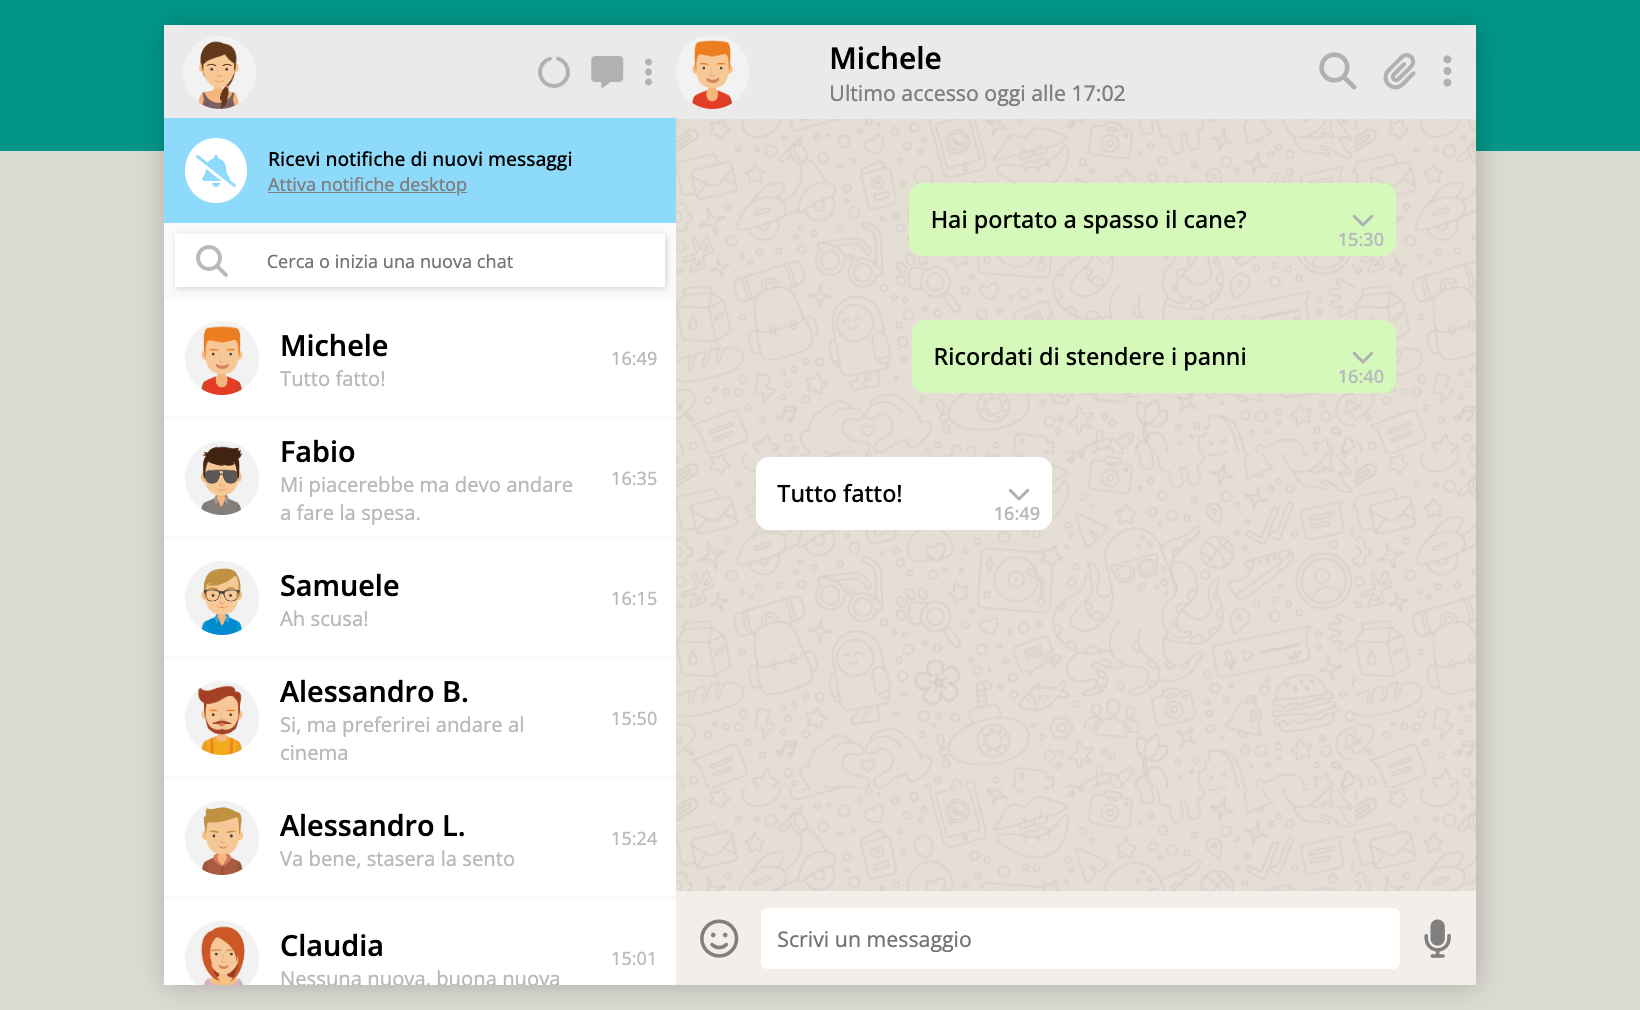 Ricevi notifiche di nuovi messaggi
Attiva notifiche desktop
Cerca o inizia una nuova chat
Michele
Tutto fatto!
16:49
Fabio
Mi piacerebbe ma devo andare
a fare la spesa.
16:35
Samuele
Ah scusa!
16:15
Alessandro B.
Si, ma preferirei andare al
cinema
15:50
Alessandro L.
Va bene, stasera la sento
15:24
Claudia
Nessuna nuova, buona nuova
15:01
Michele
Ultimo accesso oggi alle 17:02
Hai portato a spasso il cane?
15:30
Ricordati di stendere i panni
16:40
Tutto fatto!
16:49
Scrivi un messaggio